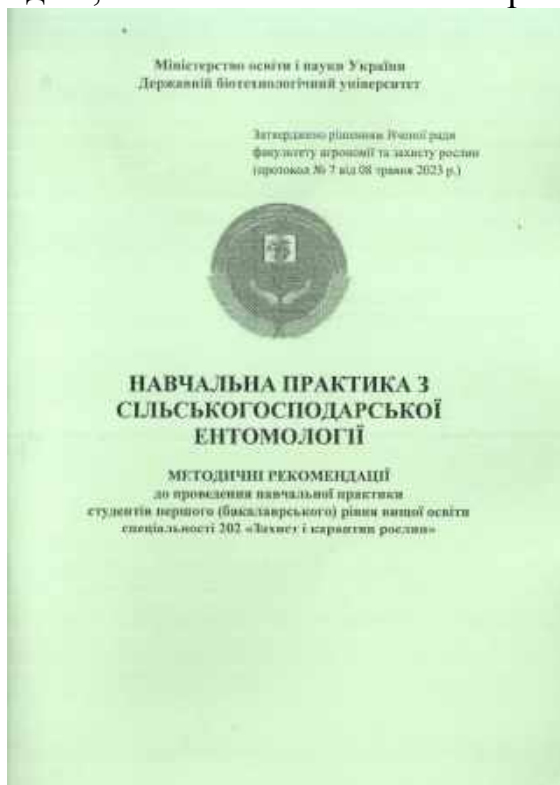 Міністерство освіти і науки України
Державний біотехнологічний університет
Затверджено рішенням Вченої ради
факультету агрономії та захисту рослин
(протокол № 7 від 08 травня 2023 р.)
НАВЧАЛЬНА ПРАКТИКА З
СІЛЬСЬКОГОСПОДАРСЬКОЇ
ЕНТОМОЛОГІЇ
МЕТОДИЧНІ РЕКОМЕНДАЦІЇ
до проведення навчальної практики
студентів першого (бакалаврського) рівня вищої освіти
спеціальності 202 «Захист і карантин рослин»